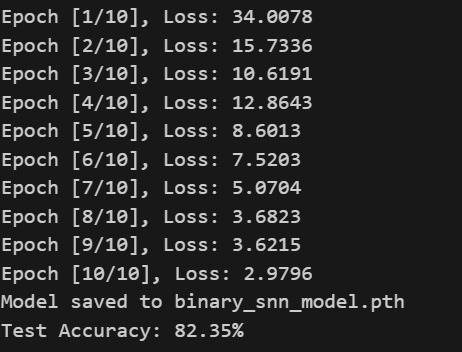 Epoch [1/10], Loss: 34.0078
Epoch [2/10], Loss: 15.7336
Epoch [3/10], Loss: 10.6191
Epoch [4/10], Loss: 12.8643
Epoch [5/10], Loss: 8.6013
Epoch [6/10], Loss: 7.5203
Epoch [7/10], Loss: 5.0704
Epoch [8/10], Loss: 3.6823
Epoch [9/10], Loss: 3.6215
Epoch [10/10], Loss: 2.9796
Model saved to binary_snn_model.pth
Test Accuracy: 82.35%